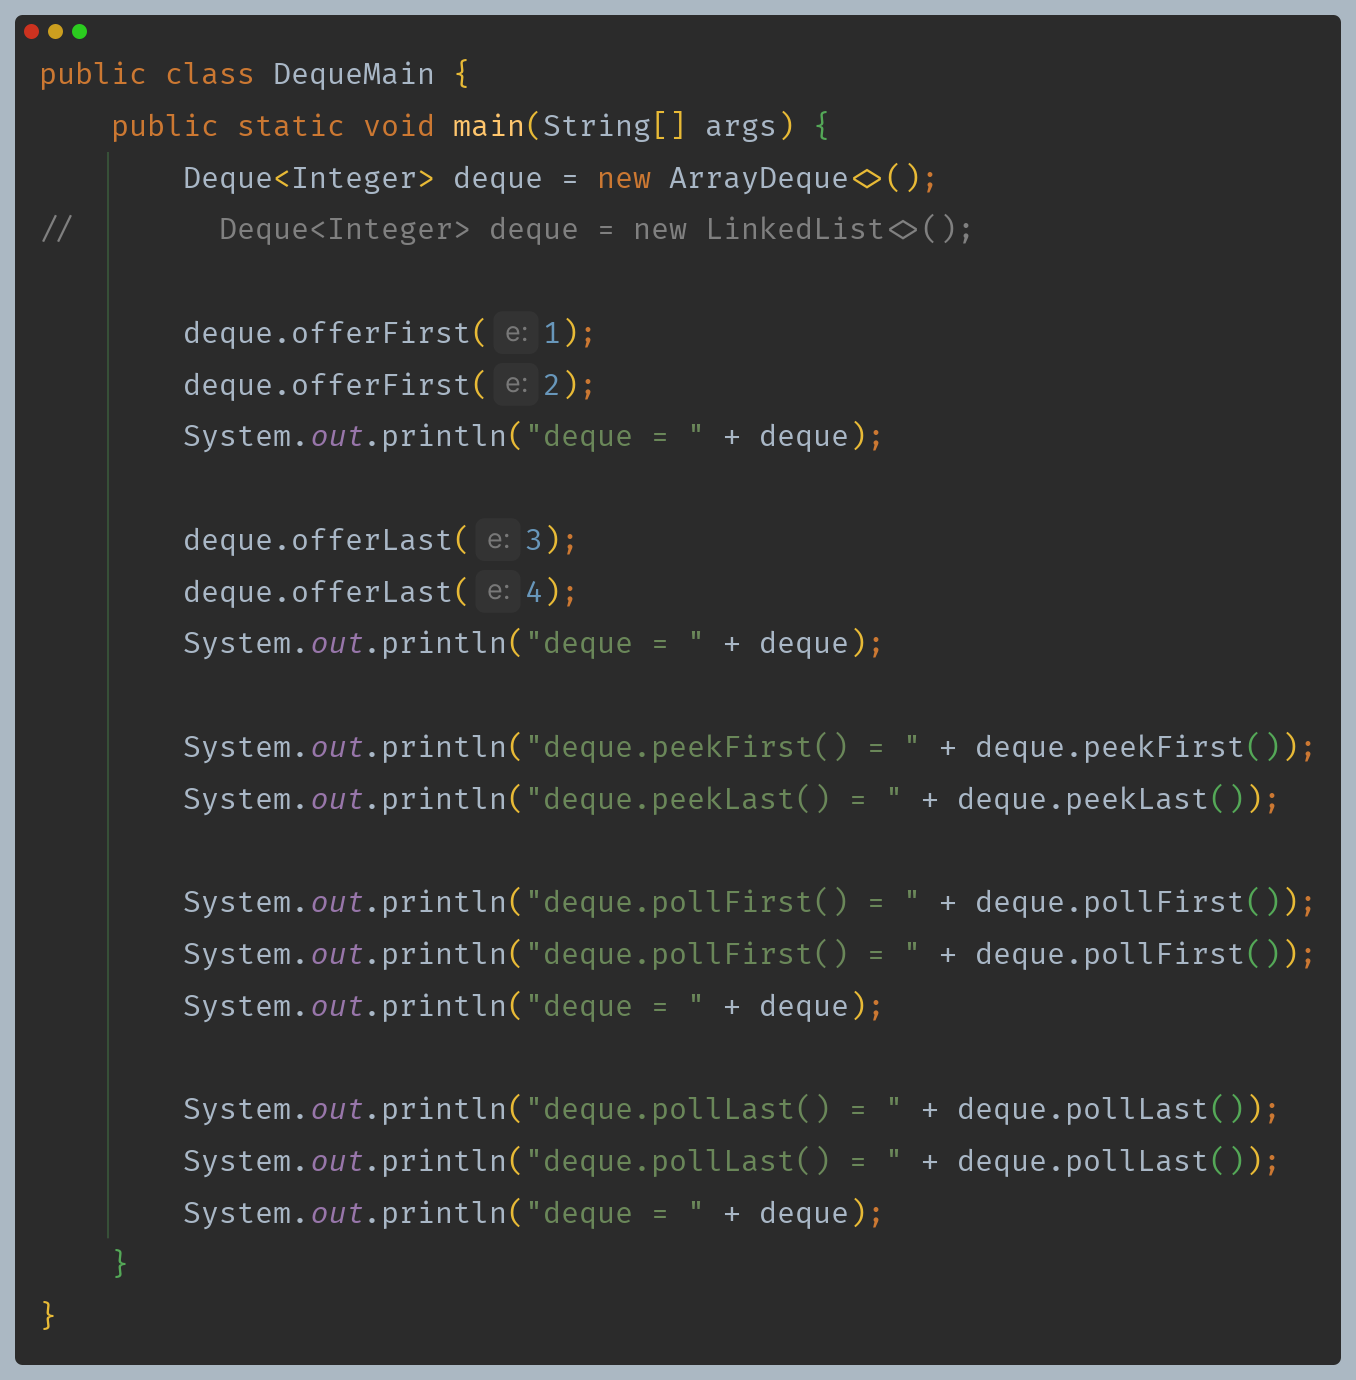 public class DequeMain {
    public static void main(String[] args) {
        Deque<Integer> deque = new ArrayDeque<>();
//        Deque<Integer> deque = new LinkedList<>();

        deque.offerFirst( e: 1);
        deque.offerFirst( e: 2);
        System.out.println("deque = " + deque);

        deque.offerLast( e: 3);
        deque.offerLast( e: 4);
        System.out.println("deque = " + deque);

        System.out.println("deque.peekFirst() = " + deque.peekFirst());
        System.out.println("deque.peekLast() = " + deque.peekLast());

        System.out.println("deque.pollFirst() = " + deque.pollFirst());
        System.out.println("deque.pollFirst() = " + deque.pollFirst());
        System.out.println("deque = " + deque);

        System.out.println("deque.pollLast() = " + deque.pollLast());
        System.out.println("deque.pollLast() = " + deque.pollLast());
        System.out.println("deque = " + deque);
    }
}